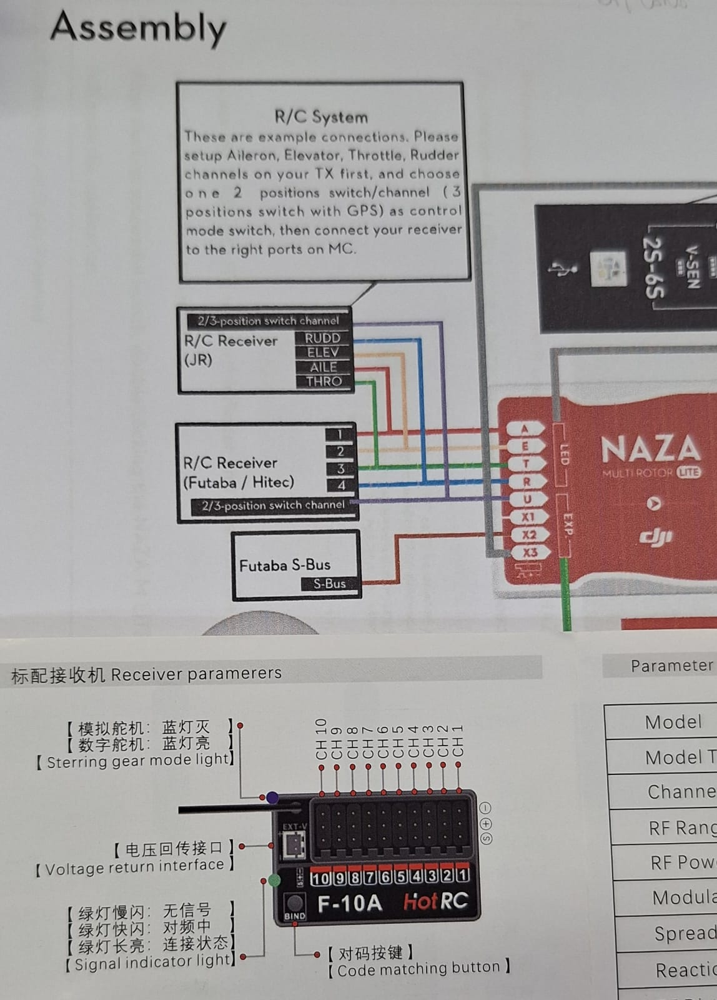 Assembly
R/C System
These are example connections. Please
setup Aileron, Elevator, Throttle, Rudder
channels on your TX first, and choose
one 2 positions switch/channel (3
positions switch with GPS) as control
mode switch, then connect your receiver
to the right ports on MC.
2S-6S
V-SEN
2/3-position switch channel
R/C Receiver
(JR)
RUDD
ELEV
AILE
THRO
R/C Receiver
(Futaba / Hitec)
1
2
3
4
2/3-position switch channel
Futaba S-Bus
S-Bus
A
E
T
R
U
X1
X2
X3
LED
EXP.
NAZA
MULTIROTOR LITE
dji
标配接收机 Receiver paramerers
【 模拟舵机：蓝灯灭 】
【 数字舵机：蓝灯亮 】
【 Sterring gear mode light】
CH 10
CH 9
CH 8
CH 7
CH 6
CH 5
CH 4
CH 3
CH 2
CH 1
− + S
EXT-V
【 电压回传接口 】
【 Voltage return interface 】
10 9 8 7 6 5 4 3 2 1
F-10A HotRC
BIND
【 绿灯慢闪：无信号 】
【 绿灯快闪：对频中 】
【 绿灯长亮：连接状态】
【 Signal indicator light】
【 对码按键 】
【 Code matching button 】
Parameter
Model
Model T
Channe
RF Rang
RF Pow
Modula
Spread
Reactio